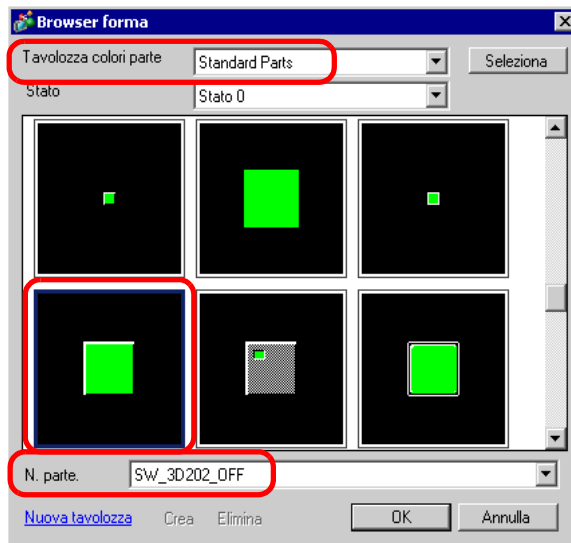 Browser forma
Tavolozza colori parte Standard Parts Seleziona
Stato Stato 0
N. parte. SW_3D202_OFF
Nuova tavolozza Crea Elimina OK Annulla